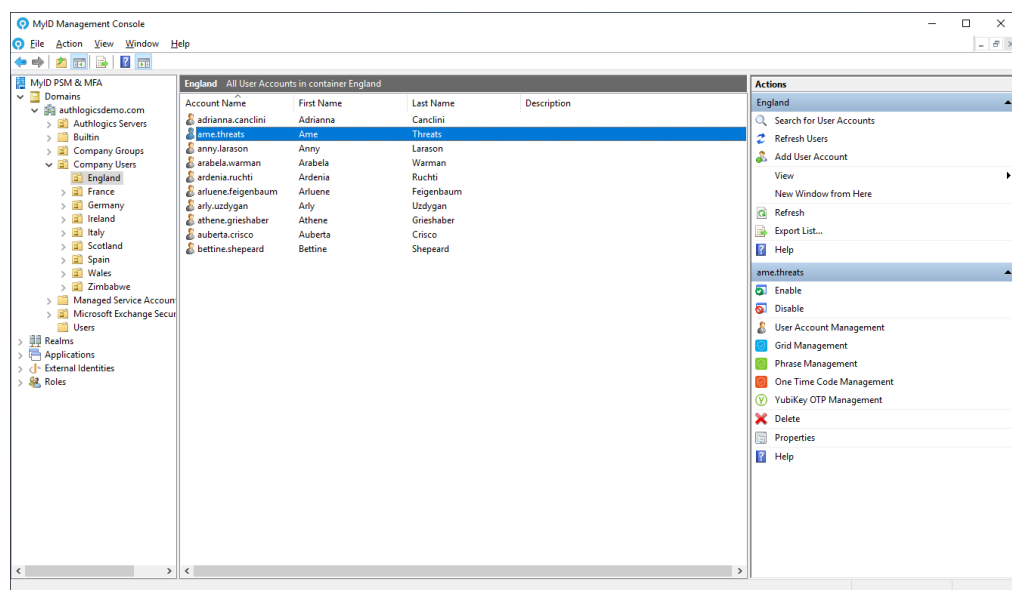 MyID Management Console
File Action View Window Help
MyID PSM & MFA
Domains
authlogicsdemo.com
Authlogics Servers
Builtin
Company Groups
Company Users
England
France
Germany
Ireland
Italy
Scotland
Spain
Wales
Zimbabwe
Managed Service Accoun
Microsoft Exchange Secur
Users
Realms
Applications
External Identities
Roles
England All User Accounts in container England
Account Name First Name Last Name Description
adrianna.canclini Adrianna Canclini
ame.threats Ame Threats
anny.larason Anny Larason
arabela.warman Arabela Warman
ardenia.ruchti Ardenia Ruchti
arluene.feigenbaum Arluene Feigenbaum
arly.uzdygan Arly Uzdygan
athene.grieshaber Athene Grieshaber
auberta.crisco Auberta Crisco
bettine.shepeard Bettine Shepeard
Actions
England
Search for User Accounts
Refresh Users
Add User Account
View
New Window from Here
Refresh
Export List...
Help
ame.threats
Enable
Disable
User Account Management
Grid Management
Phrase Management
One Time Code Management
YubiKey OTP Management
Delete
Properties
Help